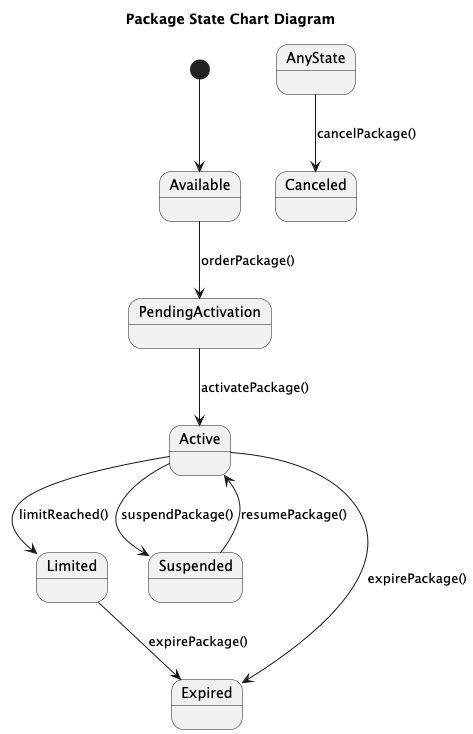 Package State Chart Diagram
AnyState
cancelPackage()
Available
Canceled
orderPackage()
PendingActivation
activatePackage()
Active
limitReached()
suspendPackage()
resumePackage()
Limited
Suspended
expirePackage()
expirePackage()
Expired